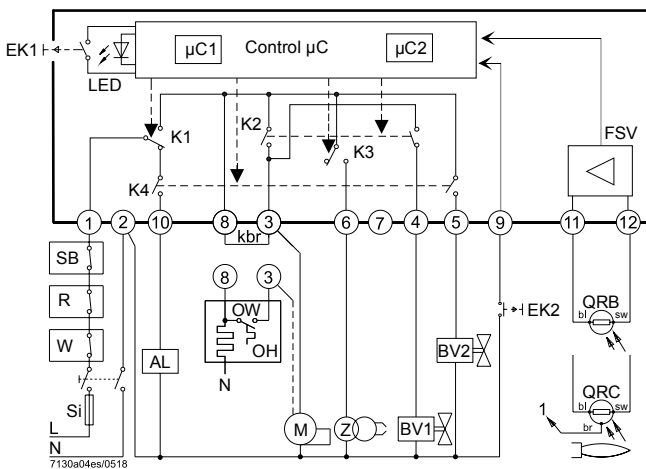 EK1
LED
µC1
Control µC
µC2
FSV
K1
K2
K3
K4
1
2
10
8
3
6
7
4
5
9
11
12
kbr
SB
R
W
Si
L
N
AL
8
3
OW
OH
N
M
Z
BV1
BV2
EK2
bl
QRB
sw
bl
QRC
sw
br
1
7130a04es/0518